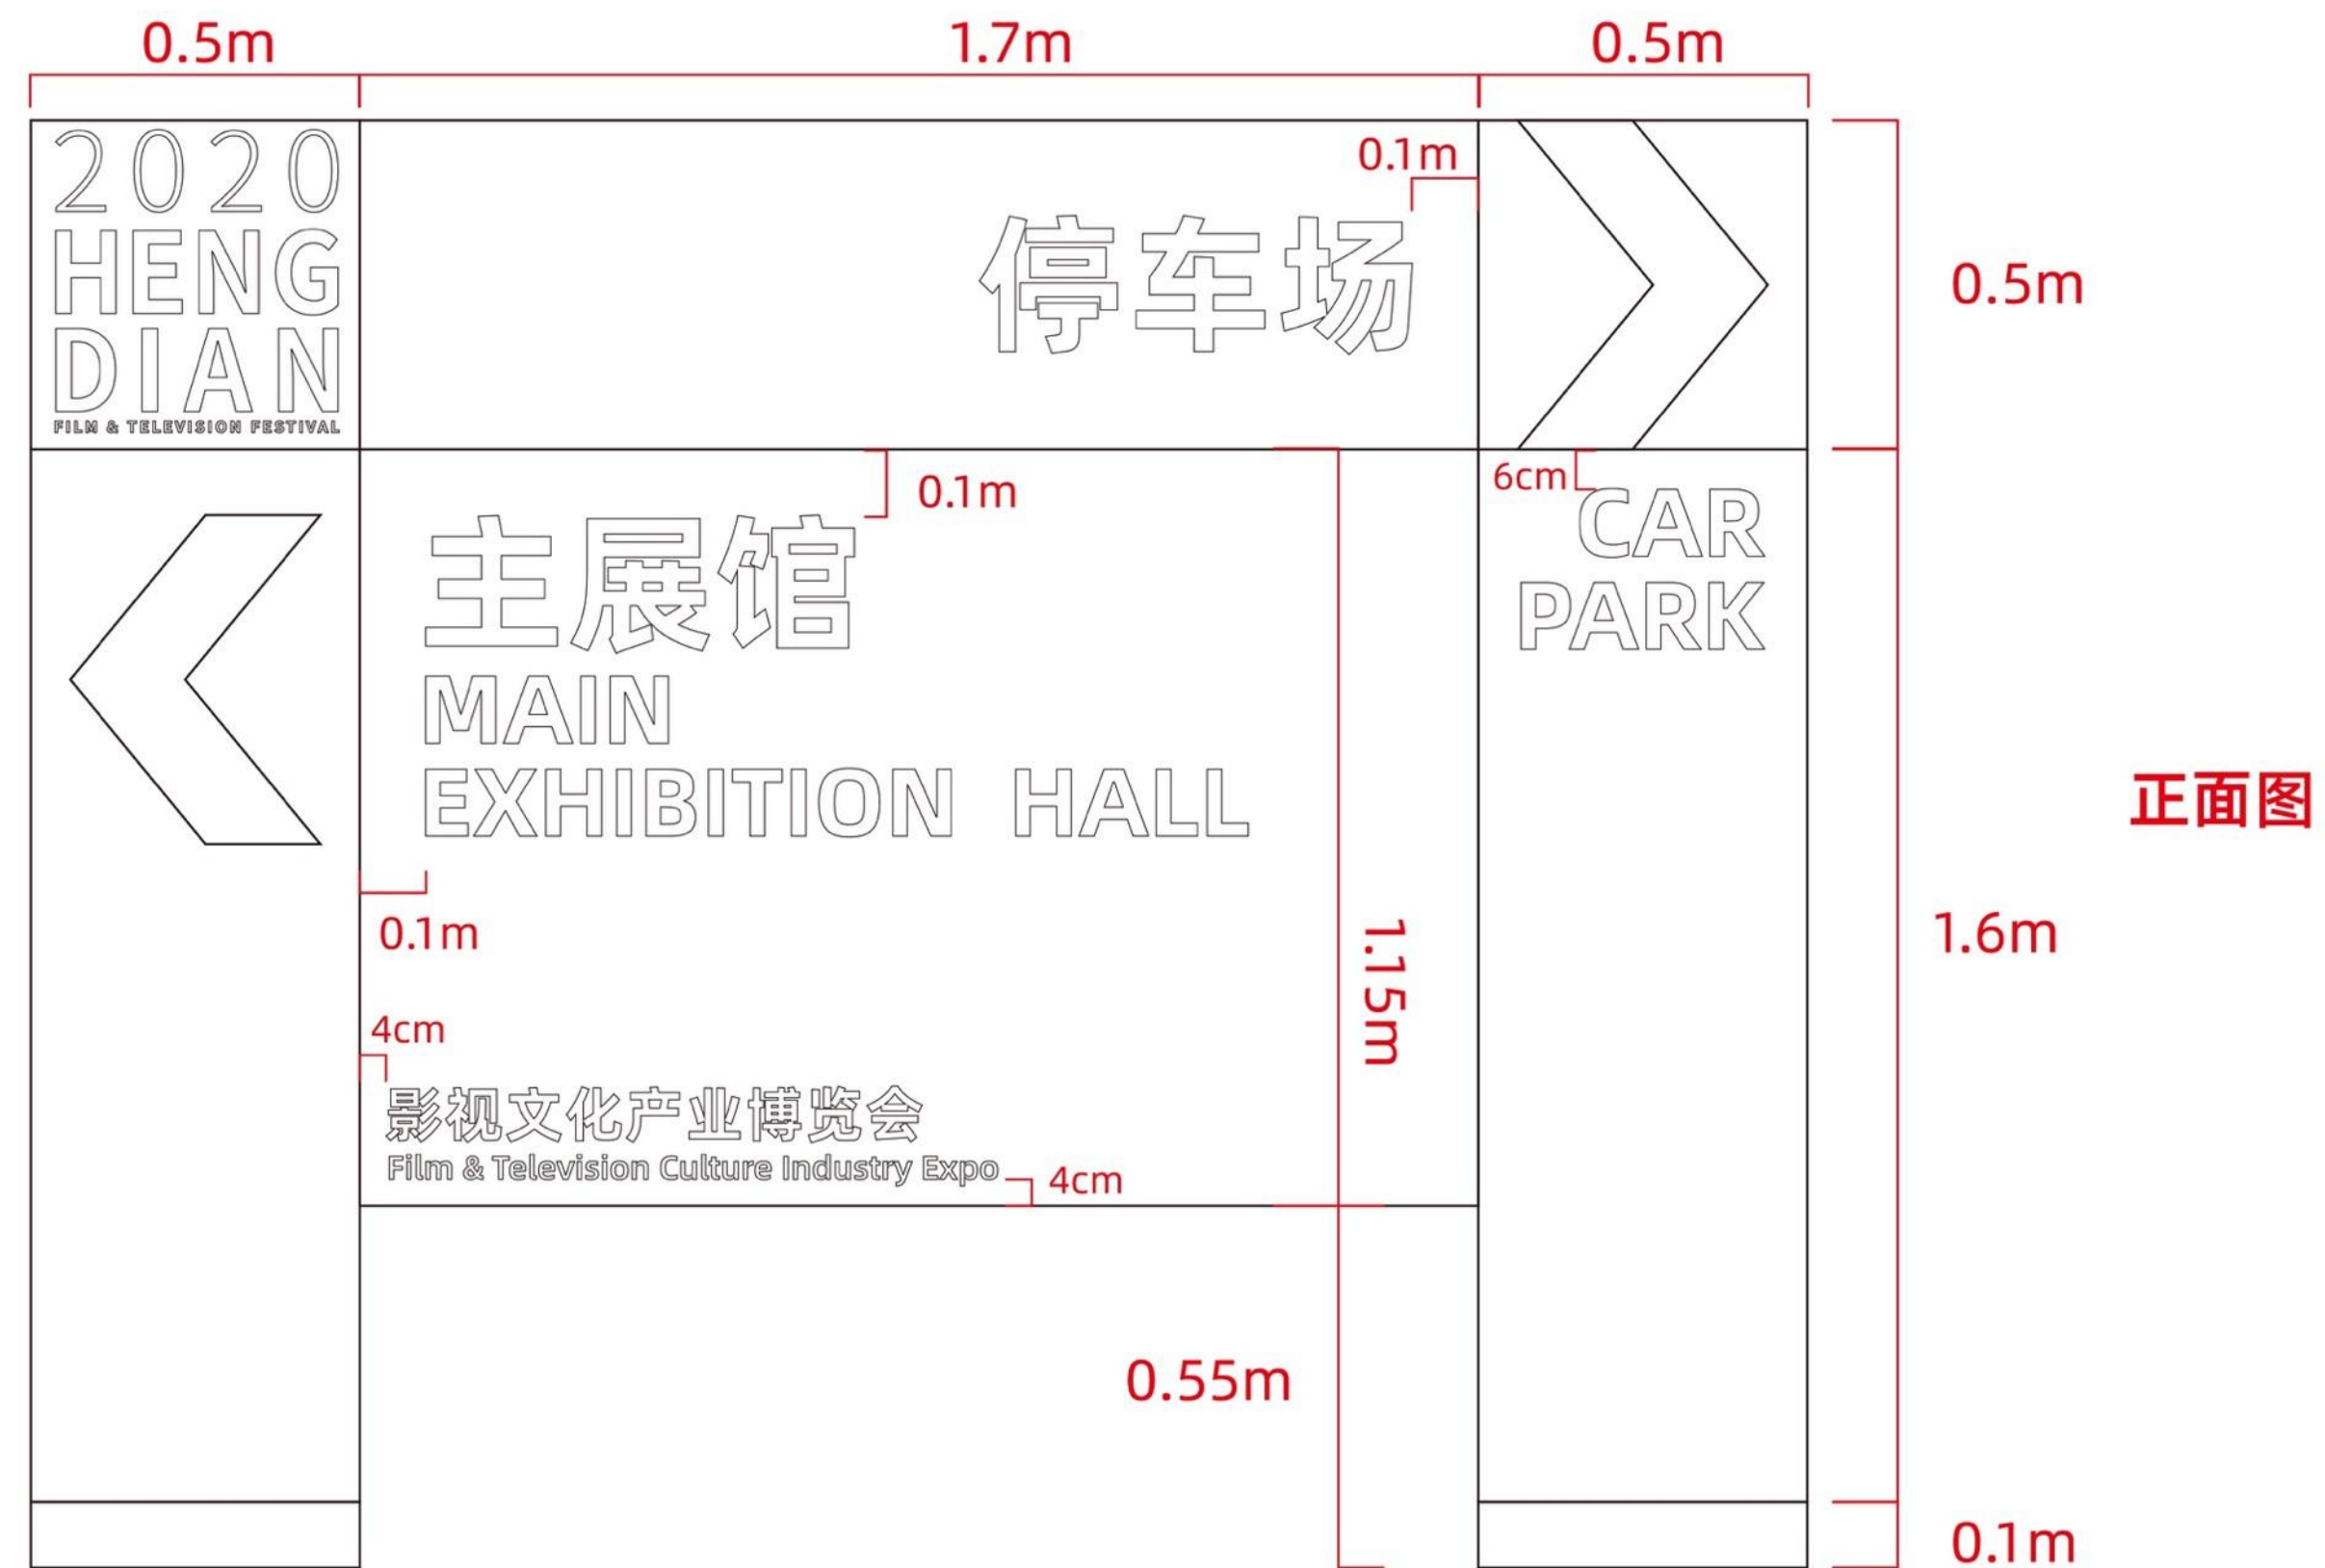 0.5m 1.7m 0.5m
2020
HENG
DIAN
FILM & TELEVISION FESTIVAL
0.1m
停车场
0.5m
0.1m
主展馆
MAIN
EXHIBITION HALL
6cm
CAR
PARK
正面图
0.1m
1.15m
1.6m
4cm
影视文化产业博览会
Film & Television Culture Industry Expo
4cm
0.55m
0.1m